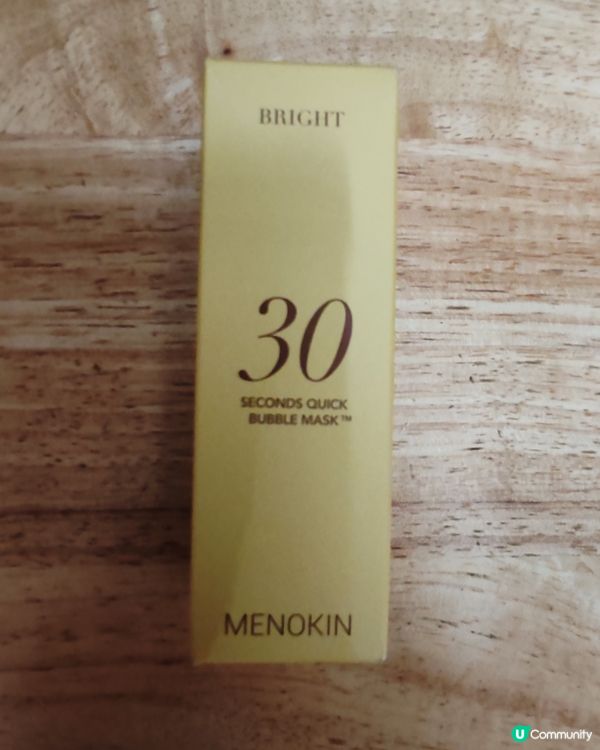 BRIGHT
30
SECONDS QUICK
BUBBLE MASK™
MENOKIN
U Community